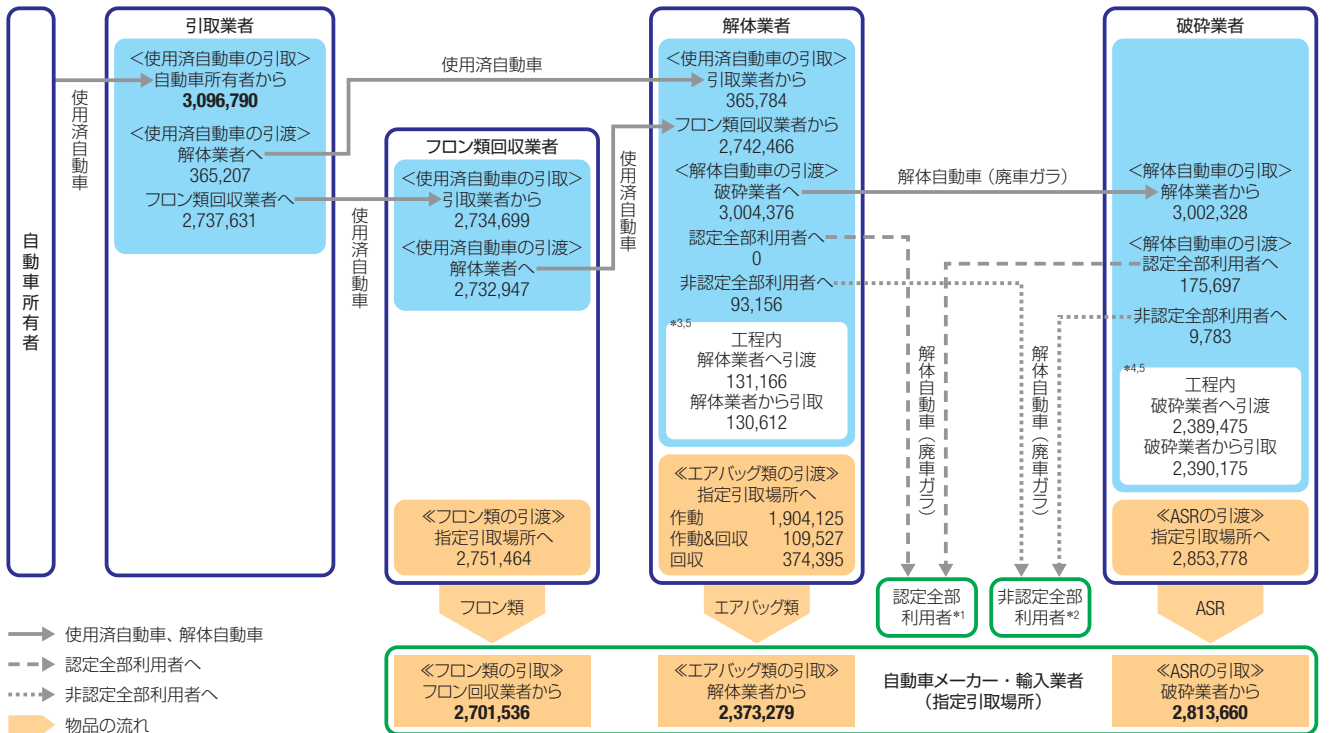 自動車所有者
使用済自動車
引取業者
<使用済自動車の引取>
自動車所有者から
3,096,790
<使用済自動車の引渡>
解体業者へ
365,207
フロン類回収業者へ
2,737,631
使用済自動車
使用済自動車
フロン類回収業者
<使用済自動車の引取>
引取業者から
2,734,699
<使用済自動車の引渡>
解体業者へ
2,732,947
≪フロン類の引渡≫
指定引取場所へ
2,751,464
フロン類
使用済自動車
解体業者
<使用済自動車の引取>
引取業者から
365,784
フロン類回収業者から
2,742,466
<解体自動車の引渡>
破砕業者へ
3,004,376
認定全部利用者へ
0
非認定全部利用者へ
93,156
*3,5
工程内
解体業者へ引渡
131,166
解体業者から引取
130,612
≪エアバッグ類の引渡≫
指定引取場所へ
作動 1,904,125
作動&回収 109,527
回収 374,395
エアバッグ類
解体自動車（廃車ガラ）
解体自動車（廃車ガラ）
解体自動車（廃車ガラ）
認定全部
利用者*1
非認定全部
利用者*2
破砕業者
<解体自動車の引取>
解体業者から
3,002,328
<解体自動車の引渡>
認定全部利用者へ
175,697
非認定全部利用者へ
9,783
*4,5
工程内
破砕業者へ引渡
2,389,475
破砕業者から引取
2,390,175
≪ASRの引渡≫
指定引取場所へ
2,853,778
ASR
使用済自動車、解体自動車
認定全部利用者へ
非認定全部利用者へ
物品の流れ
≪フロン類の引取≫
フロン回収業者から
2,701,536
≪エアバッグ類の引取≫
解体業者から
2,373,279
自動車メーカー・輸入業者
（指定引取場所）
≪ASRの引取≫
破砕業者から
2,813,660